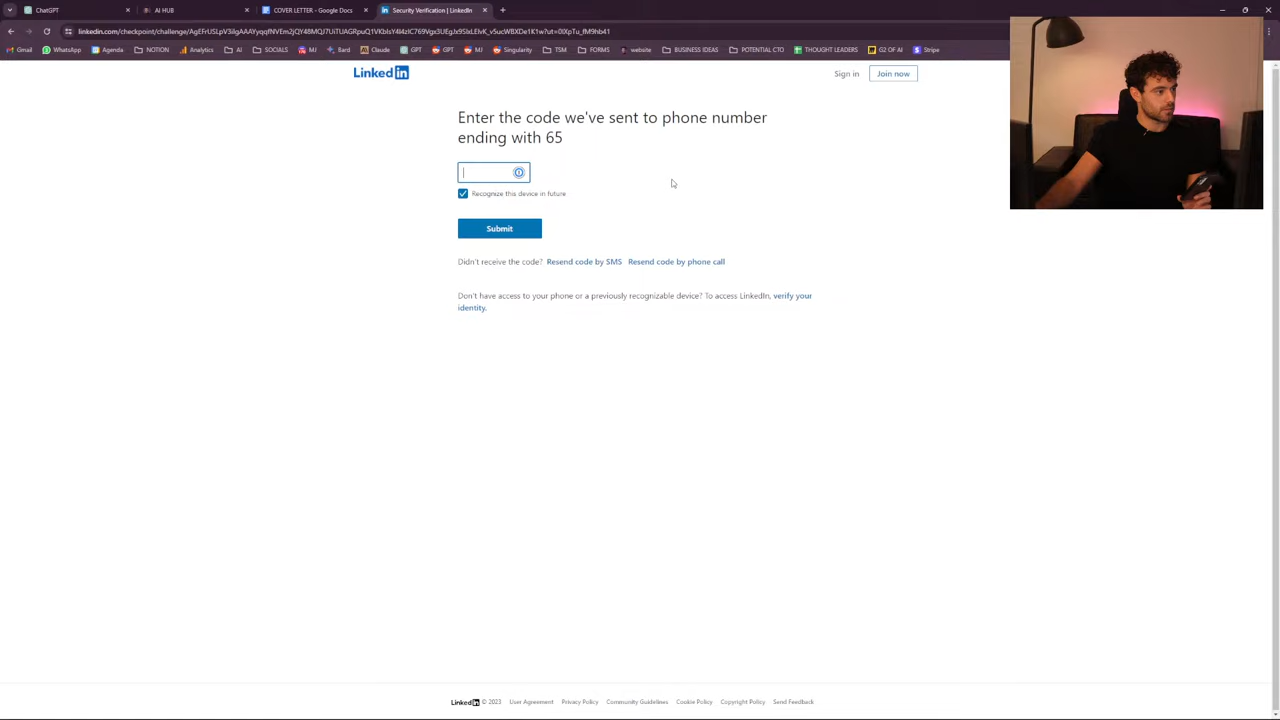 ChatGPT
AI HUB
COVER LETTER - Google Docs
Security Verification | LinkedIn
Gmail
WhatsApp
Agenda
NOTION
Analytics
AI
SOCIALS
MJ
Bard
Claude
GPT
GPT
MJ
Singularity
TSM
FORMS
website
BUSINESS IDEAS
POTENTIAL CTO
THOUGHT LEADERS
G2 OF AI
Stripe
LinkedIn
Sign in
Join now
Enter the code we've sent to phone number
ending with 65
Recognize this device in future
Submit
Didn't receive the code? Resend code by SMS Resend code by phone call
Don't have access to your phone or a previously recognizable device? To access LinkedIn, verify your
identity.
LinkedIn © 2023 User Agreement Privacy Policy Community Guidelines Cookie Policy Copyright Policy Send Feedback